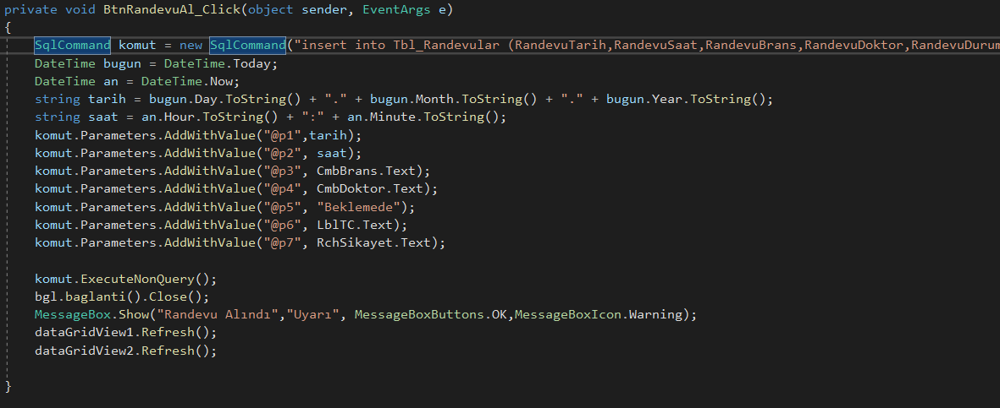 private void BtnRandevuAl_Click(object sender, EventArgs e)
{
SqlCommand komut = new SqlCommand("insert into Tbl_Randevular (RandevuTarih,RandevuSaat,RandevuBrans,RandevuDoktor,RandevuDurum
DateTime bugun = DateTime.Today;
DateTime an = DateTime.Now;
string tarih = bugun.Day.ToString() + "." + bugun.Month.ToString() + "." + bugun.Year.ToString();
string saat = an.Hour.ToString() + ":" + an.Minute.ToString();
komut.Parameters.AddWithValue("@p1",tarih);
komut.Parameters.AddWithValue("@p2", saat);
komut.Parameters.AddWithValue("@p3", CmbBrans.Text);
komut.Parameters.AddWithValue("@p4", CmbDoktor.Text);
komut.Parameters.AddWithValue("@p5", "Beklemede");
komut.Parameters.AddWithValue("@p6", LblTC.Text);
komut.Parameters.AddWithValue("@p7", RchSikayet.Text);
komut.ExecuteNonQuery();
bgl.baglanti().Close();
MessageBox.Show("Randevu Alındı","Uyarı", MessageBoxButtons.OK,MessageBoxIcon.Warning);
dataGridView1.Refresh();
dataGridView2.Refresh();
}